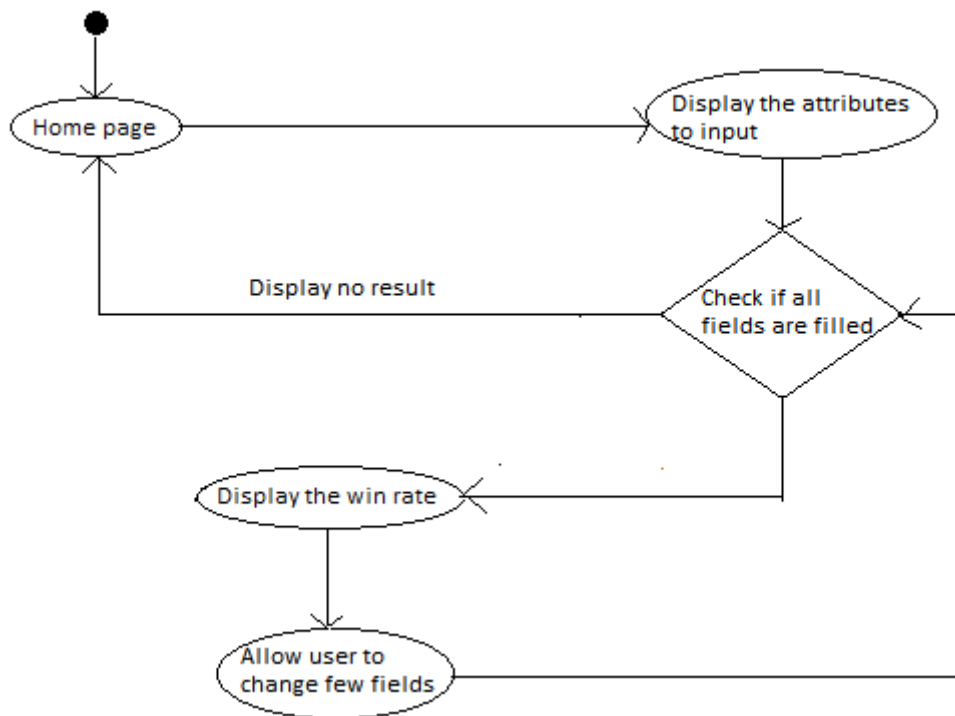 Home page
Display the attributes
to input
Display no result
Check if all
fields are filled
Display the win rate
Allow user to
change few fields